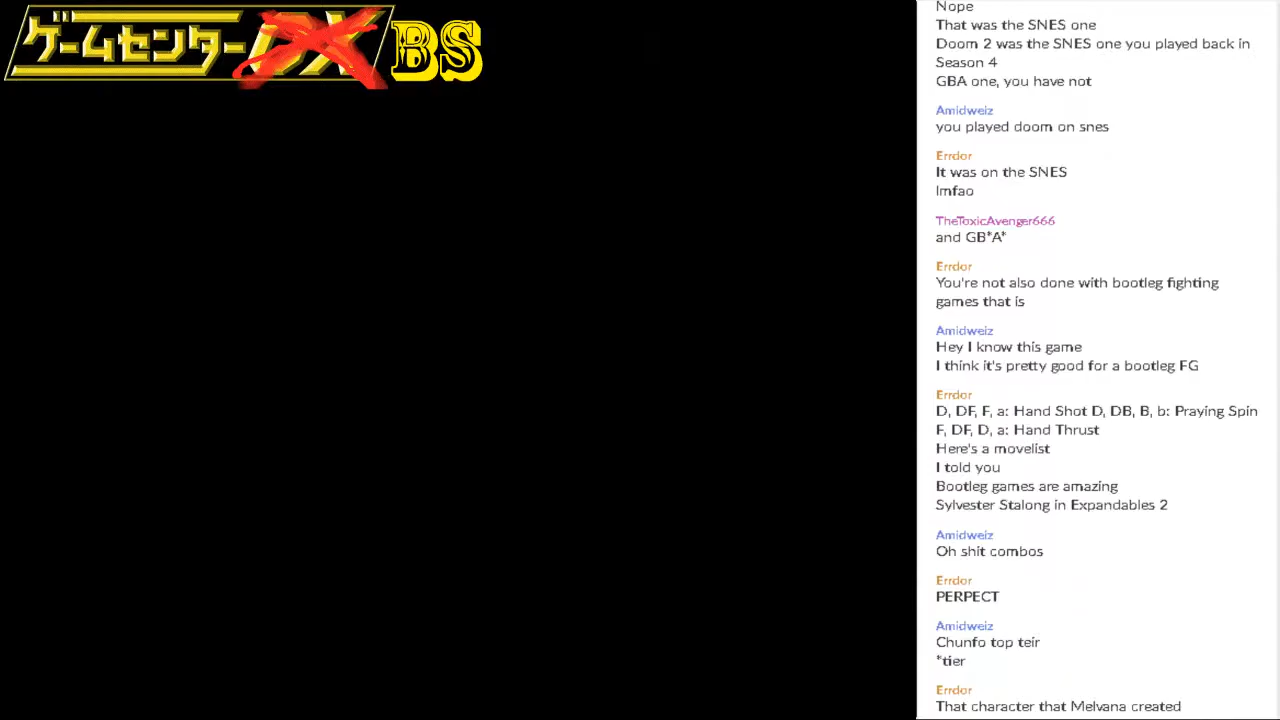 ゲームセンターDX BS
Nope
That was the SNES one
Doom 2 was the SNES one you played back in
Season 4
GBA one, you have not
Amidweiz
you played doom on snes
Errdor
It was on the SNES
lmfao
TheToxicAvenger666
and GB*A*
Errdor
You're not also done with bootleg fighting
games that is
Amidweiz
Hey I know this game
I think it's pretty good for a bootleg FG
Errdor
D, DF, F, a: Hand Shot D, DB, B, b: Praying Spin
F, DF, D, a: Hand Thrust
Here's a movelist
I told you
Bootleg games are amazing
Sylvester Stalong in Expandables 2
Amidweiz
Oh shit combos
Errdor
PERPECT
Amidweiz
Chunfo top teir
*tier
Errdor
That character that Melvana created